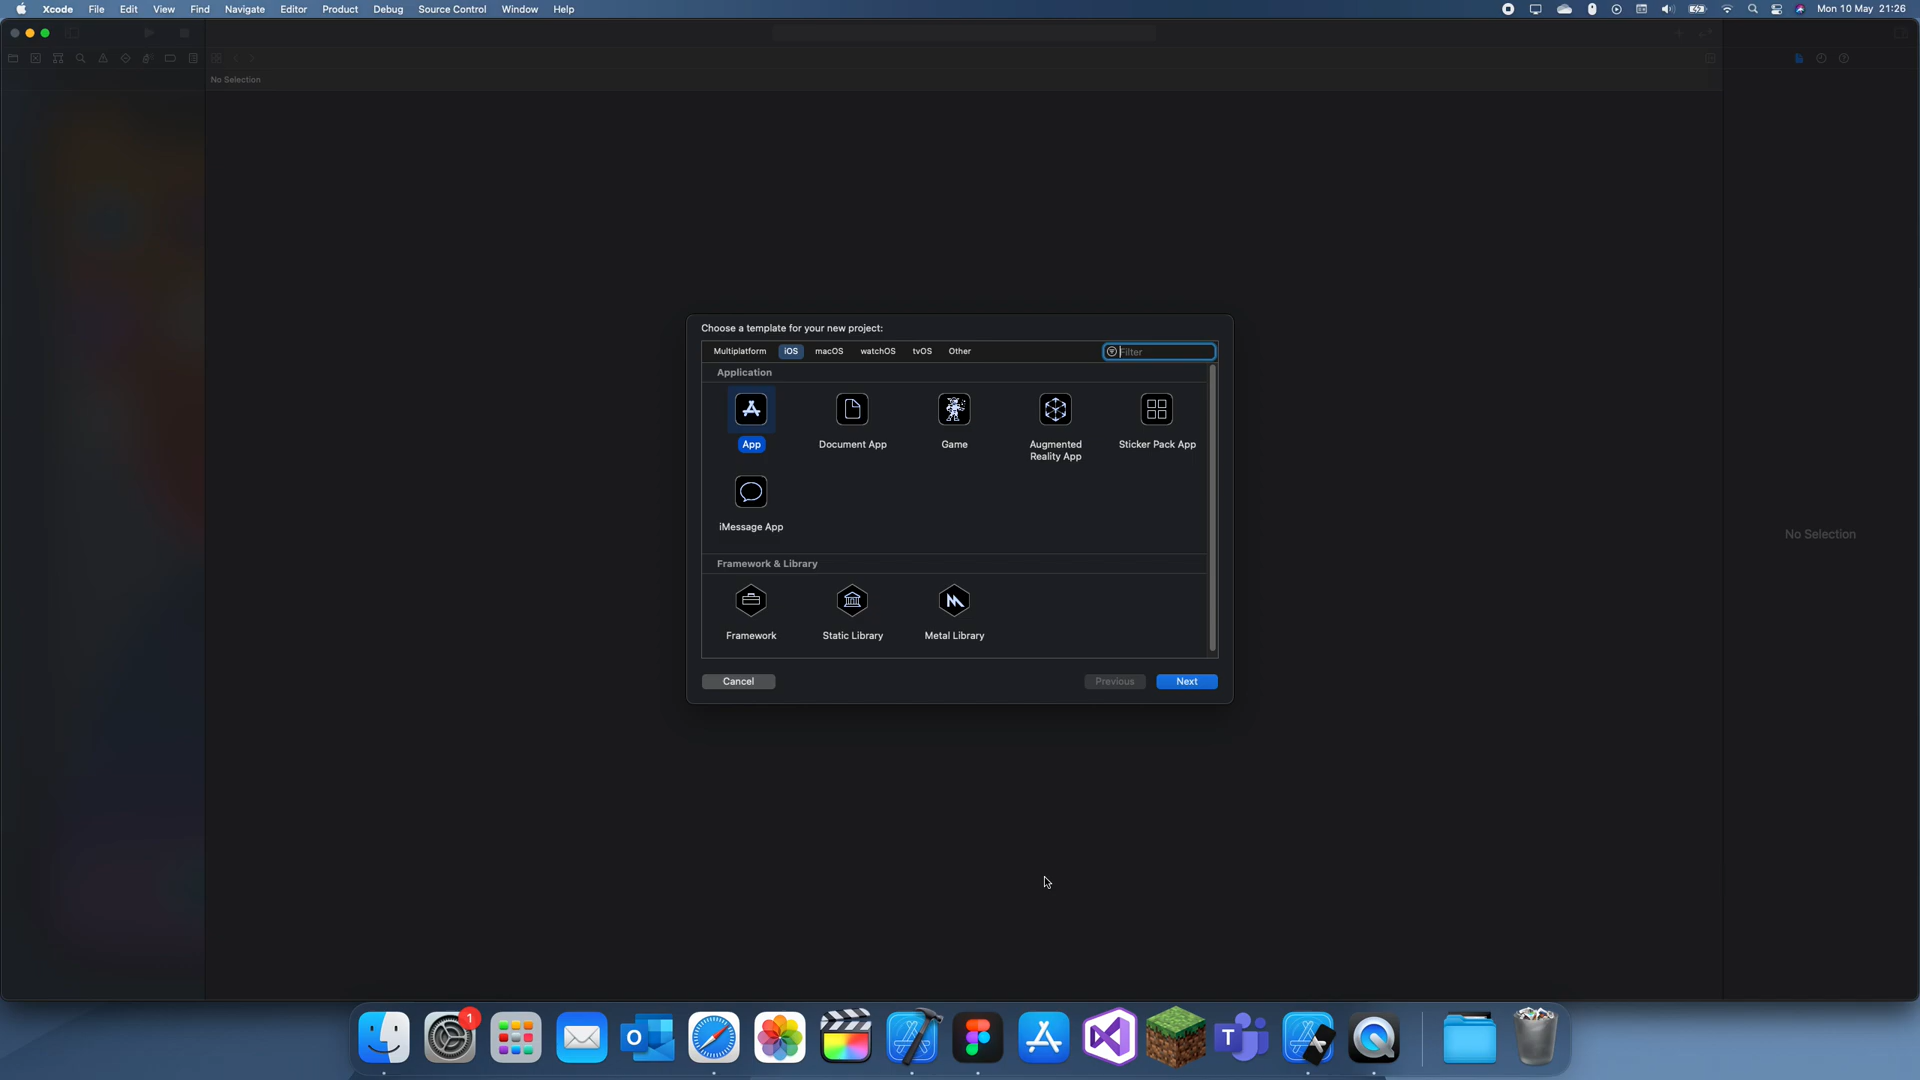 Xcode File Edit View Find Navigate Editor Product Debug Source Control Window Help Mon 10 May 21:26
No Selection
Choose a template for your new project:
Multiplatform iOS macOS watchOS tvOS Other Filter
Application
App Document App Game Augmented Reality App Sticker Pack App
iMessage App
No Selection
Framework & Library
Framework Static Library Metal Library
Cancel Previous Next
1